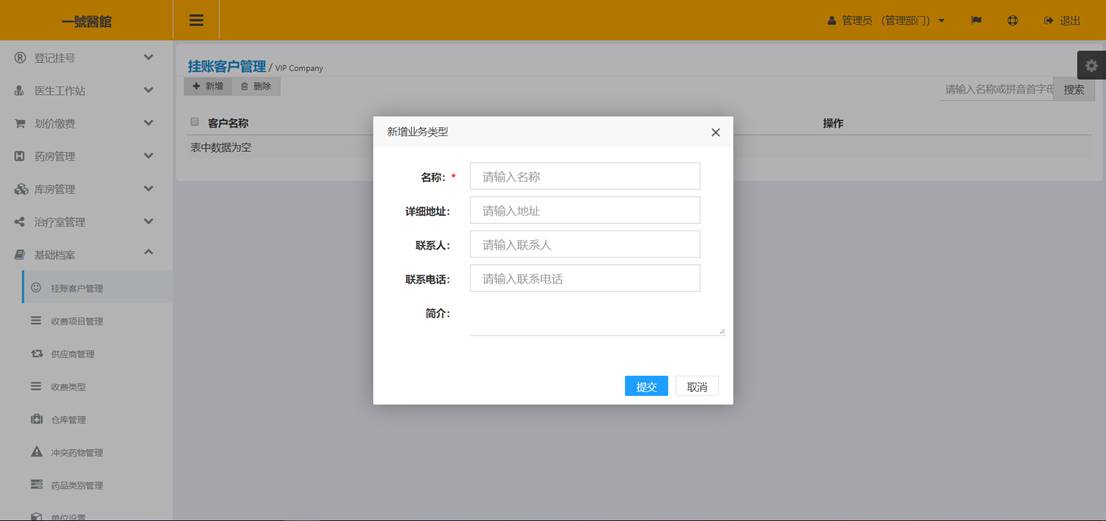 一號醫館
管理员 （管理部门）
退出
登记挂号
医生工作站
划价缴费
药房管理
库房管理
治疗室管理
基础档案
挂账客户管理
收费项目管理
供应商管理
收费类型
仓库管理
冲突药物管理
药品类别管理
单位设置
挂账客户管理 / VIP Company
新增 删除
请输入名称或拼音首字母 搜索
客户名称 操作
表中数据为空
新增业务类型
名称： * 请输入名称
详细地址： 请输入地址
联系人： 请输入联系人
联系电话： 请输入联系电话
简介：
提交 取消